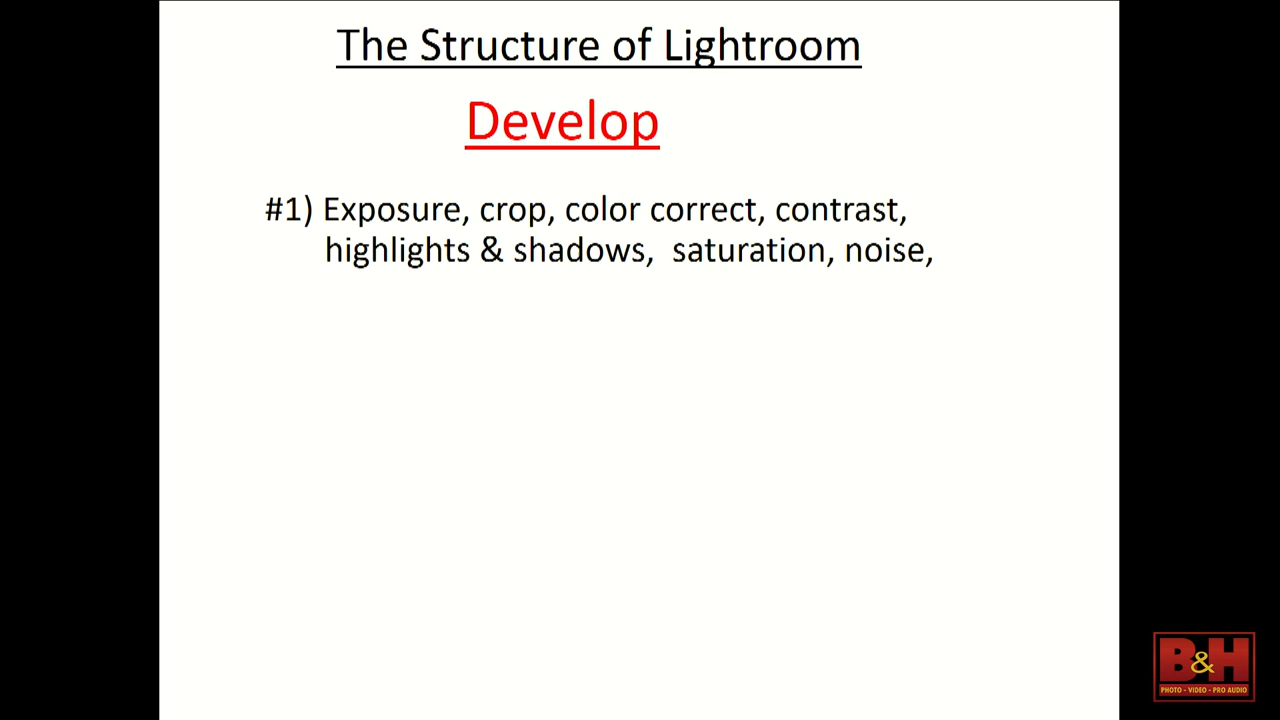 The Structure of Lightroom
Develop
#1) Exposure, crop, color correct, contrast,
highlights & shadows,  saturation, noise,
B&H
PHOTO - VIDEO - PRO AUDIO